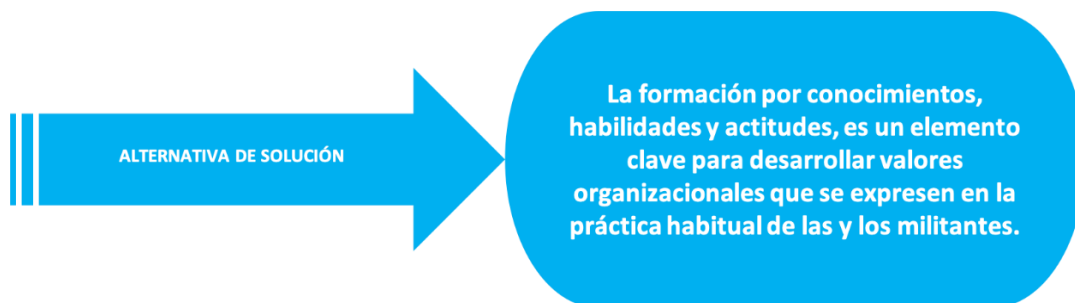 ALTERNATIVA DE SOLUCIÓN
La formación por conocimientos,
habilidades y actitudes, es un elemento
clave para desarrollar valores
organizacionales que se expresen en la
práctica habitual de las y los militantes.